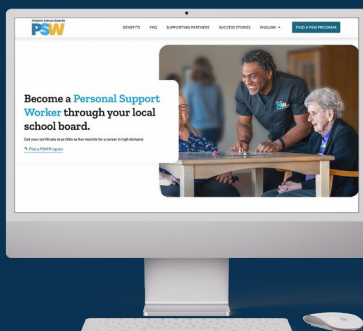 Ontario School Boards
PSW
BENEFITS FAQ SUPPORTING PARTNERS SUCCESS STORIES ENGLISH FIND A PSW PROGRAM
Become a Personal Support
Worker through your local
school board.
Get your certificate in as little as few months for a career in high demand.
Find a PSW Program
PSW